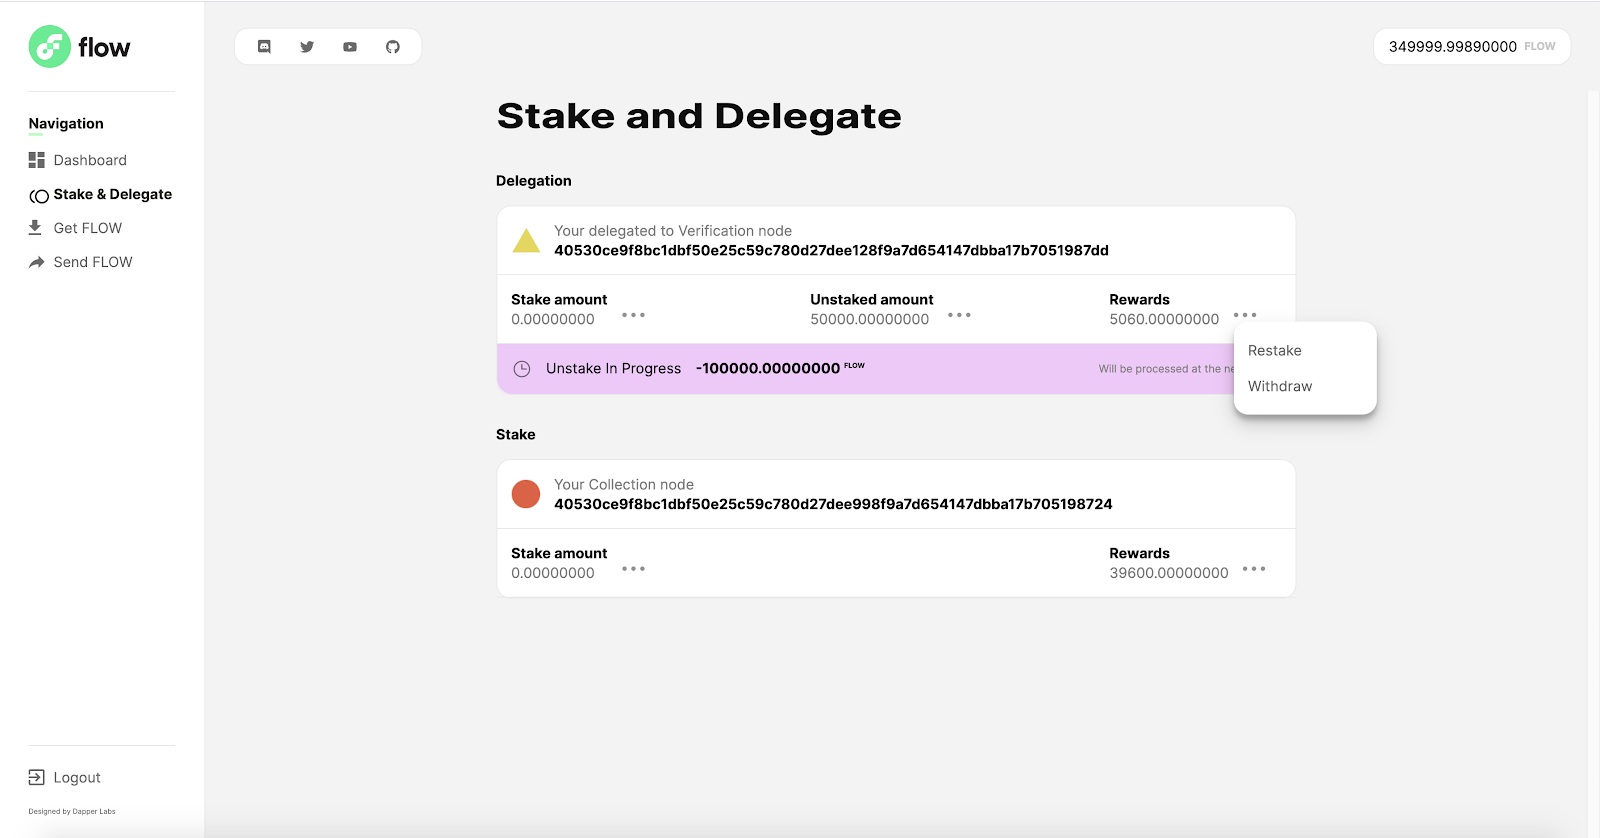 flow
349999.99890000 FLOW
Navigation
Dashboard
Stake & Delegate
Get FLOW
Send FLOW
Logout
Designed by Dapper Labs
Stake and Delegate
Delegation
Your delegated to Verification node
40530ce9f8bc1dbf50e25c59c780d27dee128f9a7d654147dbba17b7051987dd
Stake amount
0.00000000
Unstaked amount
50000.00000000
Rewards
5060.00000000
Restake
Withdraw
Unstake In Progress -100000.00000000 FLOW
Will be processed at the ne
Stake
Your Collection node
40530ce9f8bc1dbf50e25c59c780d27dee998f9a7d654147dbba17b705198724
Stake amount
0.00000000
Rewards
39600.00000000